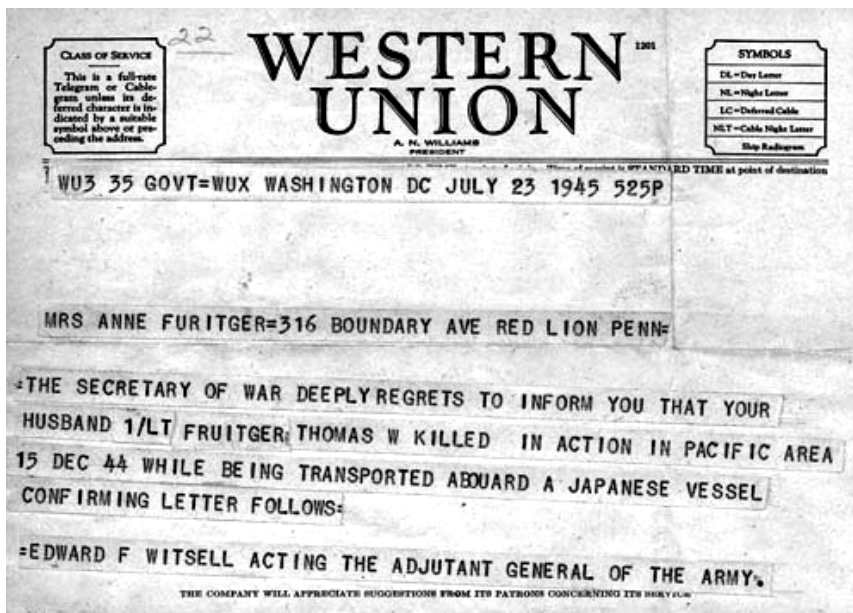 22
CLASS OF SERVICE
This is a full-rate
Telegram or Cable-
gram unless its de-
ferred character is in-
dicated by a suitable
symbol above or pre-
ceding the address.
WESTERN
UNION
1201
A. N. WILLIAMS
PRESIDENT
SYMBOLS
DL=Day Letter
NL=Night Letter
LC=Deferred Cable
NLT=Cable Night Letter
Ship Radiogram
STANDARD TIME at point of destination
WU3 35 GOVT=WUX WASHINGTON DC JULY 23 1945 525P
MRS ANNE FURITGER=316 BOUNDARY AVE RED LION PENN=
=THE SECRETARY OF WAR DEEPLY REGRETS TO INFORM YOU THAT YOUR
HUSBAND 1/LT FRUITGER THOMAS W KILLED IN ACTION IN PACIFIC AREA
15 DEC 44 WHILE BEING TRANSPORTED ABOUARD A JAPANESE VESSEL
CONFIRMING LETTER FOLLOWS=
=EDWARD F WITSELL ACTING THE ADJUTANT GENERAL OF THE ARMY.
THE COMPANY WILL APPRECIATE SUGGESTIONS FROM ITS PATRONS CONCERNING ITS SERVICE